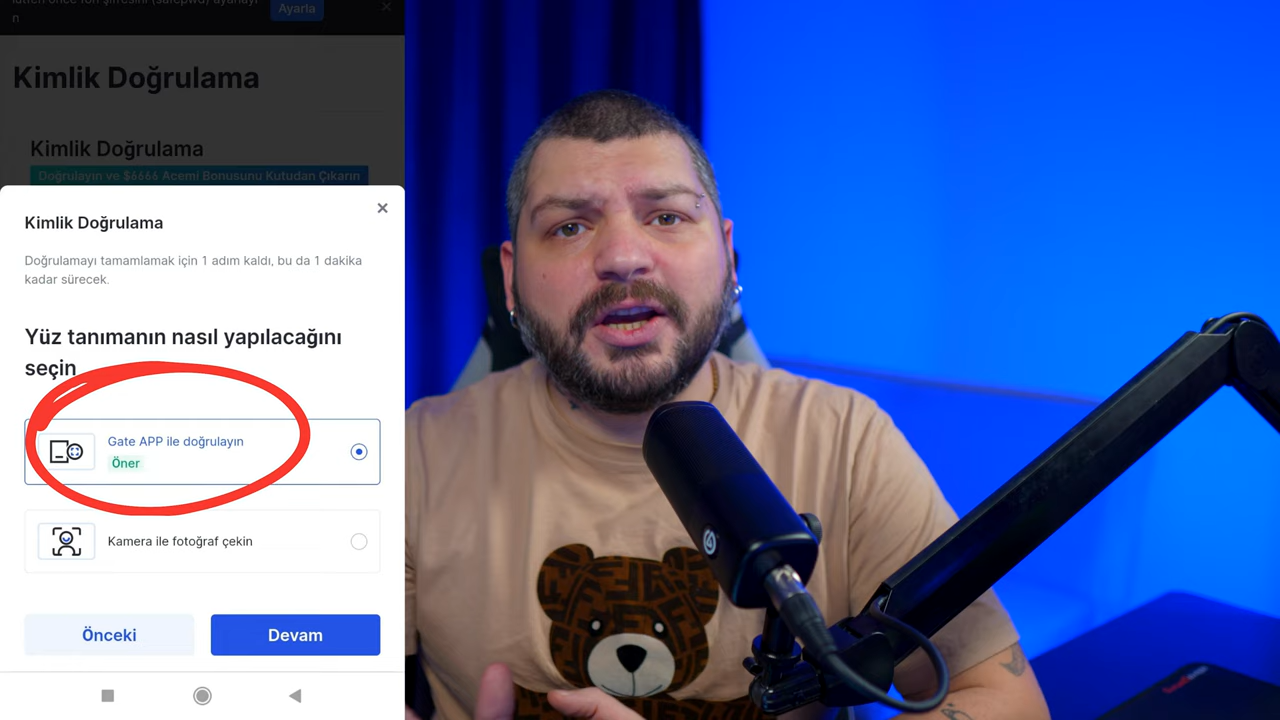 Ayarla
n
Kimlik Doğrulama
Kimlik Doğrulama
Doğrulayın ve $6666 Acemi Bonusunu Kutudan Çıkarın
Kimlik Doğrulama
Doğrulamayı tamamlamak için 1 adım kaldı, bu da 1 dakika
kadar sürecek.
Yüz tanımanın nasıl yapılacağını
seçin
Gate APP ile doğrulayın
Öner
Kamera ile fotoğraf çekin
Önceki
Devam